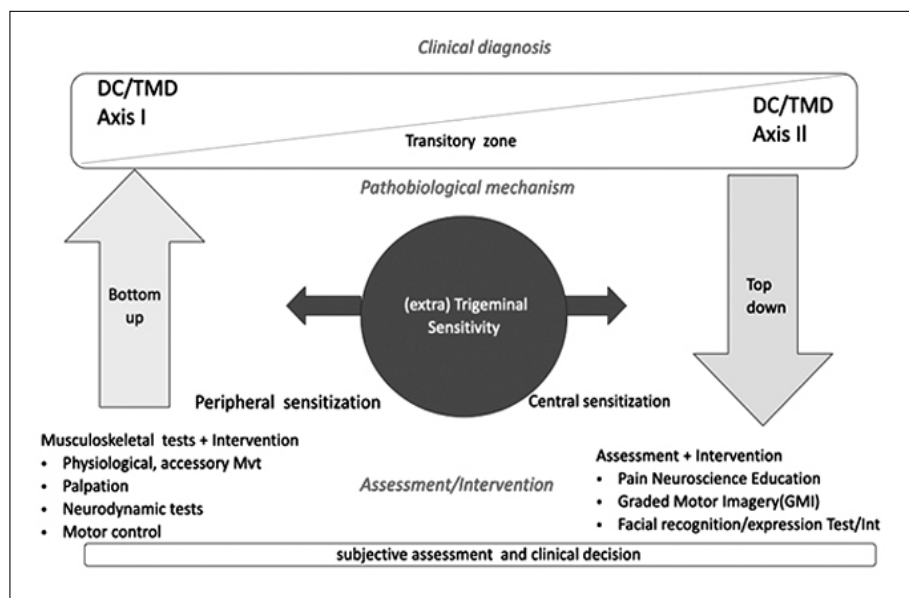 Clinical diagnosis
DC/TMD
Axis I
DC/TMD
Axis II
Transitory zone
Pathobiological mechanism
Bottom
up
(extra) Trigeminal
Sensitivity
Top
down
Peripheral sensitization
Central sensitization
Musculoskeletal tests + Intervention
• Physiological, accessory Mvt
• Palpation
• Neurodynamic tests
• Motor control
Assessment/Intervention
Assessment + Intervention
• Pain Neuroscience Education
• Graded Motor Imagery(GMI)
• Facial recognition/expression Test/Int
subjective assessment and clinical decision